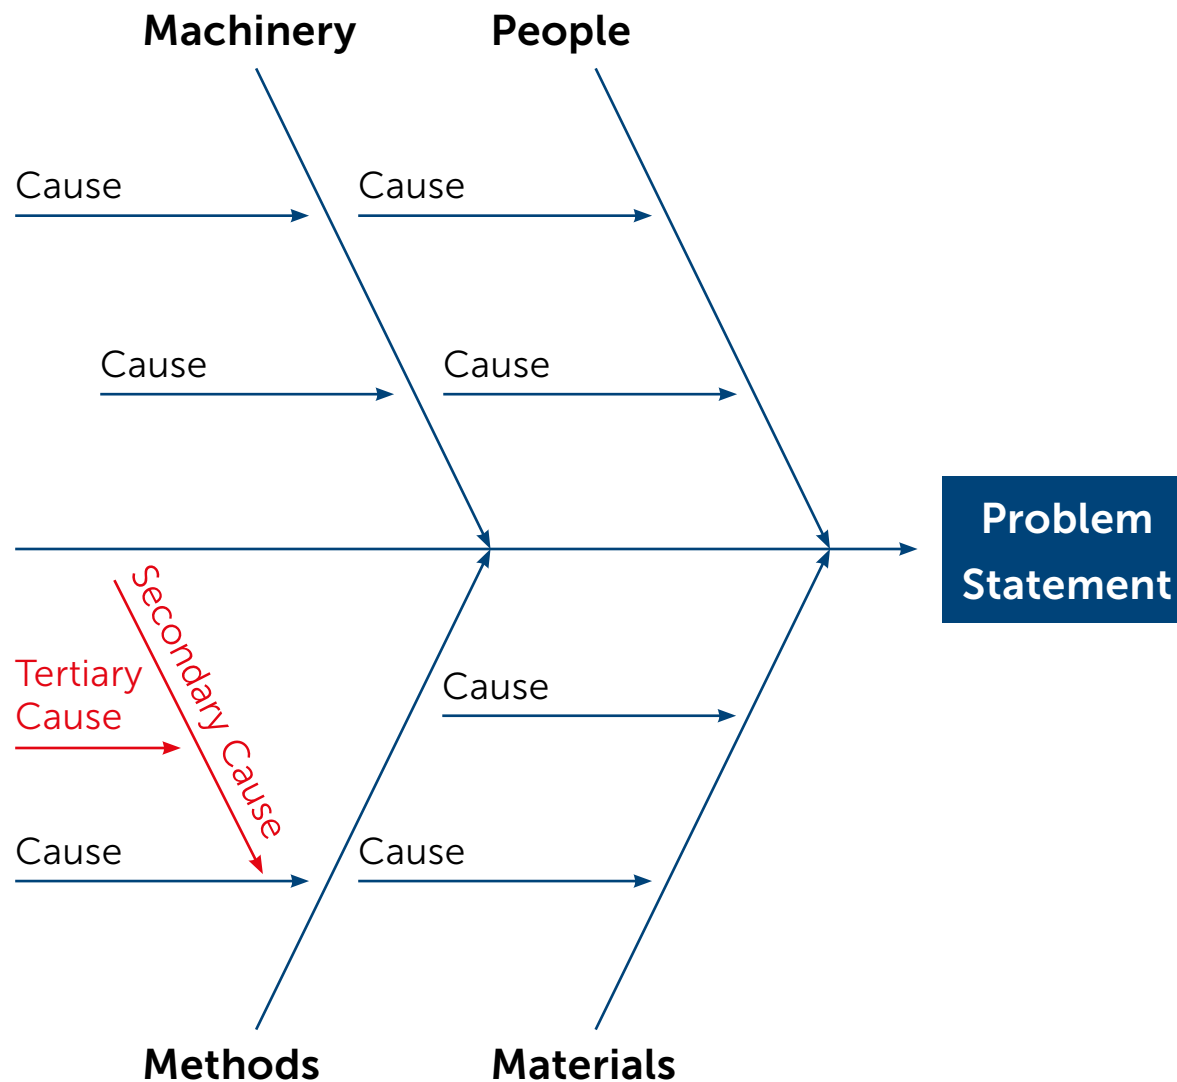 Machinery
People
Cause
Cause
Cause
Cause
Problem
Statement
Secondary Cause
Tertiary
Cause
Cause
Cause
Cause
Methods
Materials